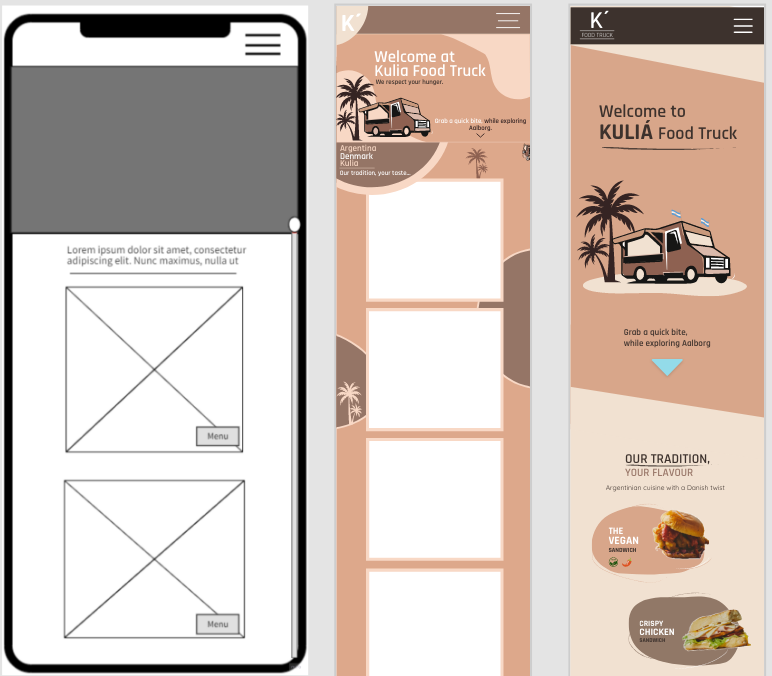 Lorem ipsum dolor sit amet, consectetur
adipiscing elit. Nunc maximus, nulla ut
Menu
Menu
K´
Welcome at
Kulia Food Truck
We respect your hunger.
Grab a quick bite, while exploring
Aalborg.
Argentina
Denmark
Kulia
Our tradition, your taste...
K´
FOOD TRUCK
Welcome to
KULIÁ Food Truck
Grab a quick bite,
while exploring Aalborg
OUR TRADITION,
YOUR FLAVOUR
Argentinian cuisine with a Danish twist
THE
VEGAN
SANDWICH
CRISPY
CHICKEN
SANDWICH